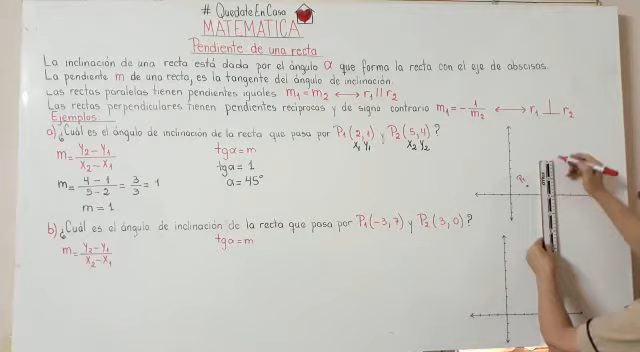 # QuedateEnCasa
MATEMATICA
Pendiente de una recta
La inclinación de una recta está dada por el ángulo α que forma la recta con el eje de abscisas.
La pendiente m de una recta, es la tangente del ángulo de inclinación.
Las rectas paralelas tienen pendientes iguales m₁ = m₂ ⟷ r₁ ∥ r₂
Las rectas perpendiculares tienen pendientes recíprocas y de signo contrario m₁ = -1/m₂ ⟷ r₁ ⊥ r₂
Ejemplos:
a) ¿Cuál es el ángulo de inclinación de la recta que pasa por P₁(2,1) y P₂(5,4)?
x₁ y₁ x₂ y₂
m = (y₂ - y₁)/(x₂ - x₁) tgα = m
m = (4 - 1)/(5 - 2) = 3/3 = 1 tgα = 1
α = 45°
m = 1
b) ¿Cuál es el ángulo de inclinación de la recta que pasa por P₁(-3,7) y P₂(3,0)?
m = (y₂ - y₁)/(x₂ - x₁) tgα = m